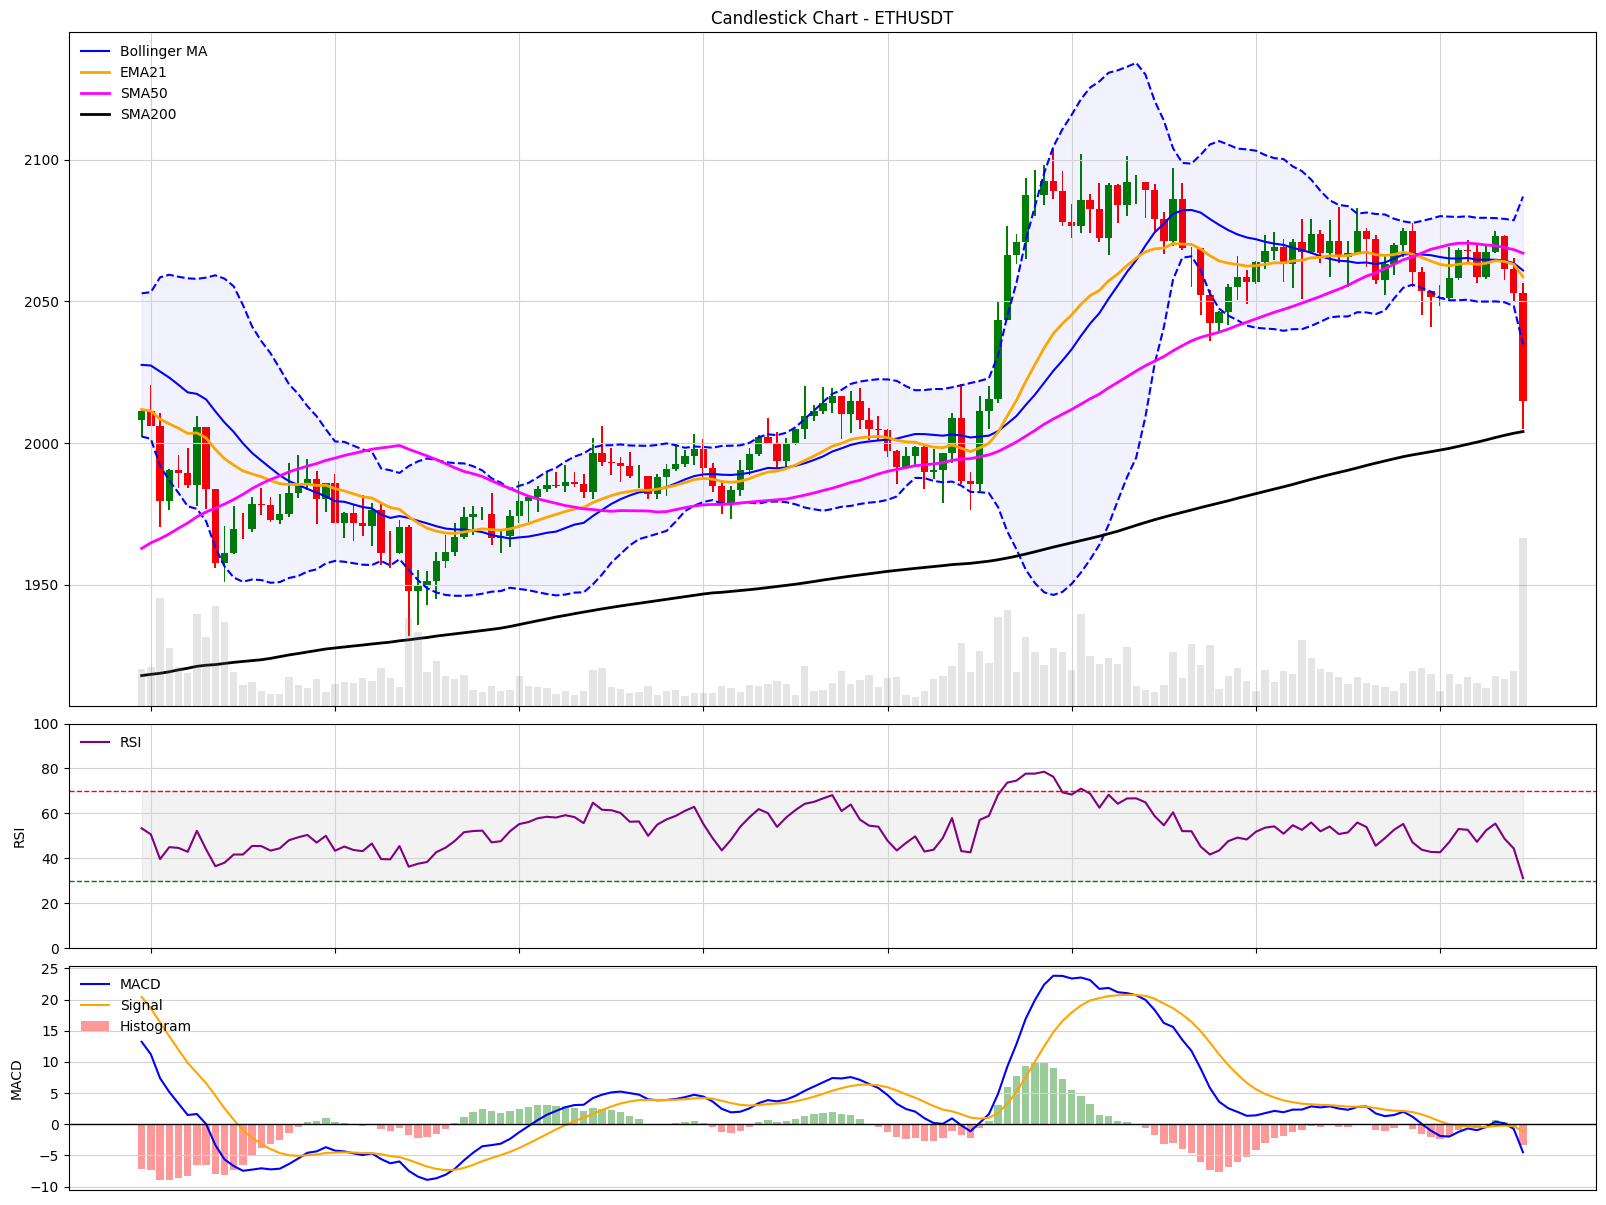 Candlestick Chart - ETHUSDT
Bollinger MA
EMA21
SMA50
SMA200
2100
2050
2000
1950
100
80
60
40
20
0
RSI
RSI
25
20
15
10
5
0
−5
−10
MACD
MACD
Signal
Histogram